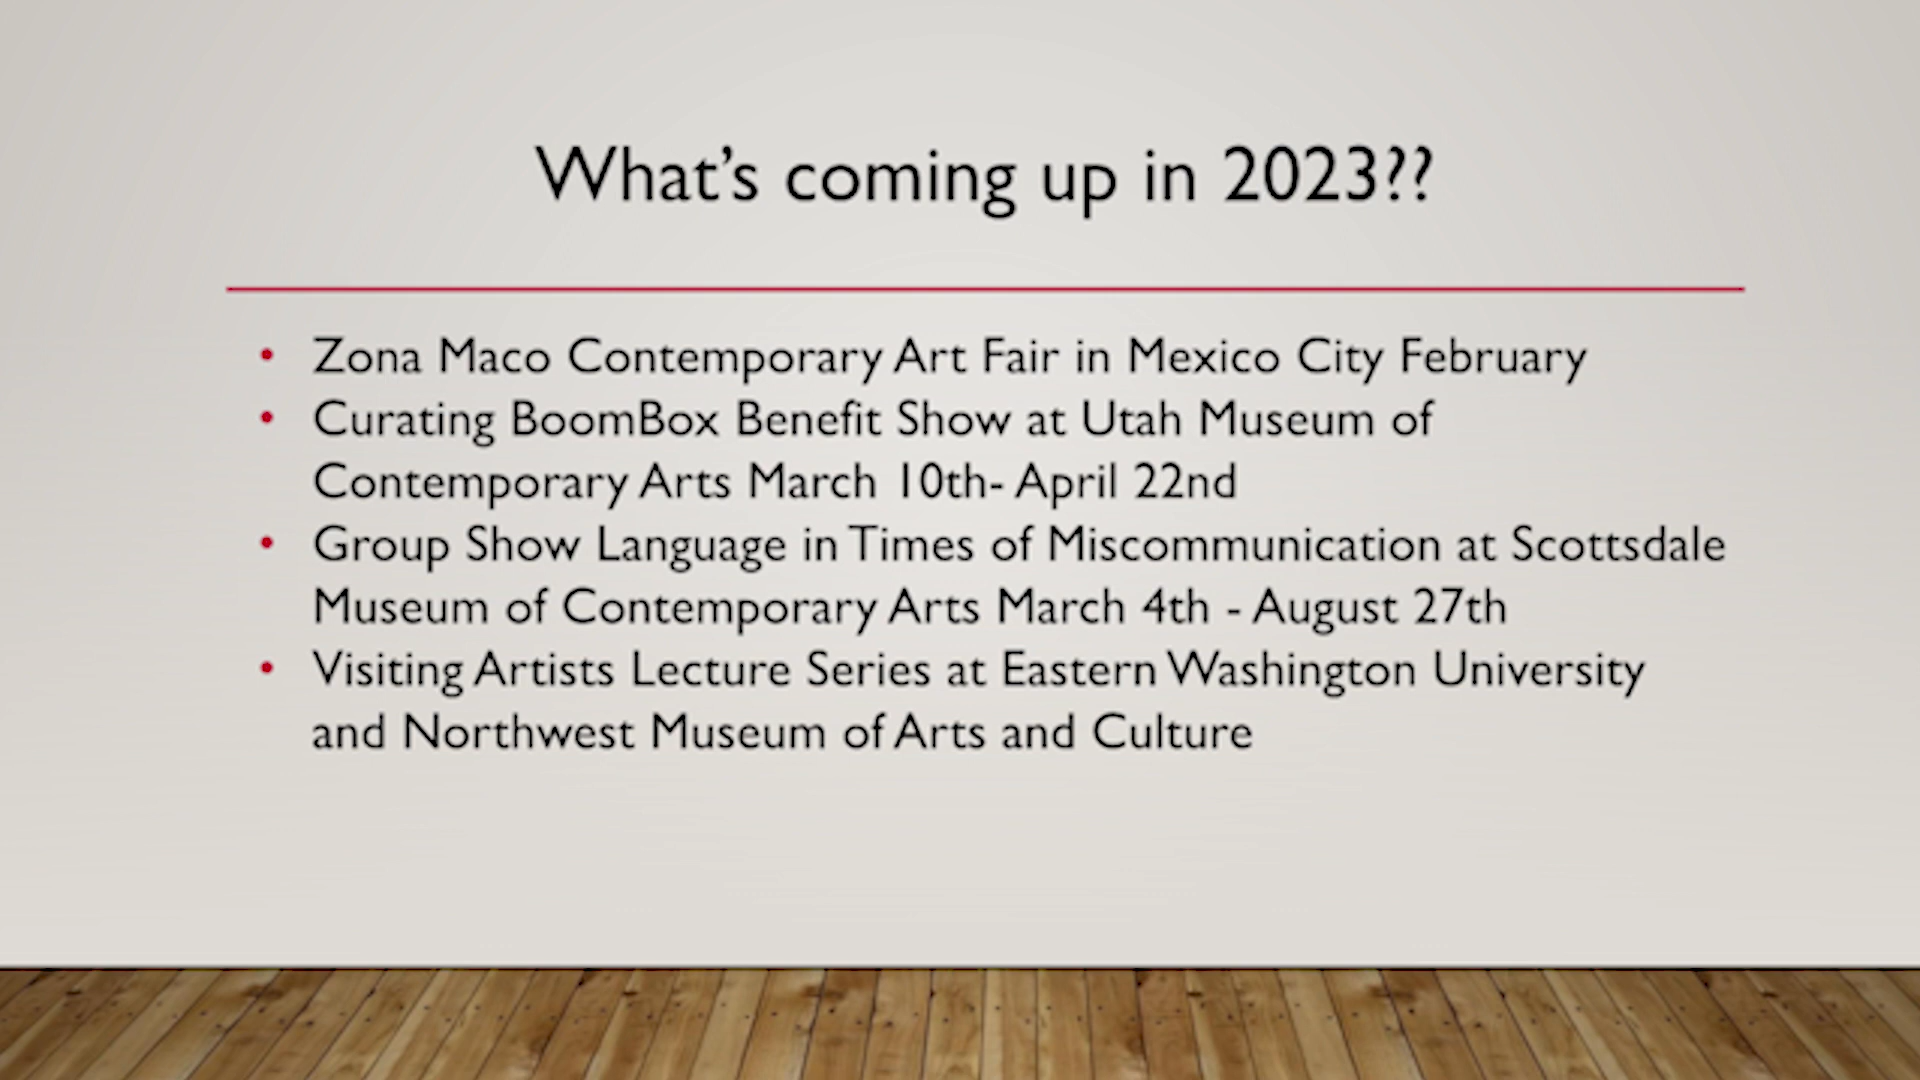 What's coming up in 2023??
• Zona Maco Contemporary Art Fair in Mexico City February
• Curating BoomBox Benefit Show at Utah Museum of
Contemporary Arts March 10th- April 22nd
• Group Show Language in Times of Miscommunication at Scottsdale
Museum of Contemporary Arts March 4th - August 27th
• Visiting Artists Lecture Series at Eastern Washington University
and Northwest Museum of Arts and Culture